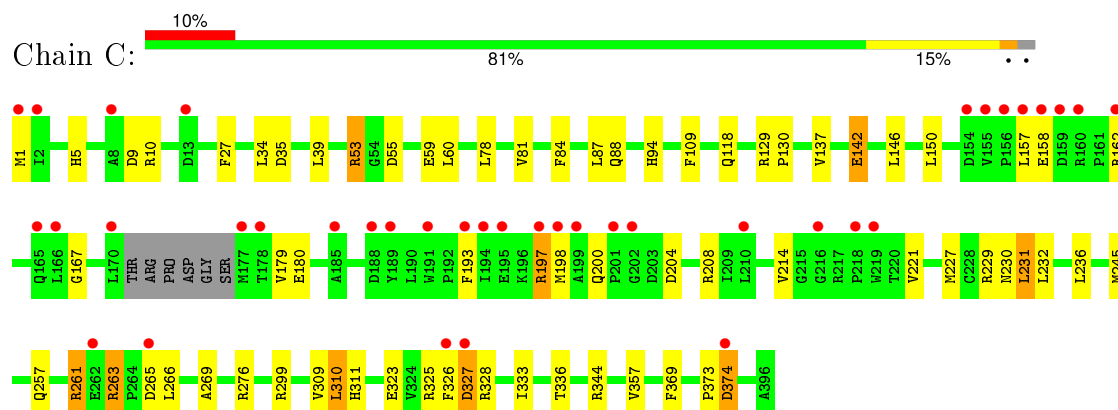 10%
Chain C:
81% 15% • •
M1 I2 H5 A8 D9 R10 D13 F27 L34 D35 L39 R53 G54 D55 E59 L60 L78 V81 F84 L87 Q88 H94 F109 Q118 R129 P130 V137 E142 L146 L150 D154 V155 P156 L157 E158 D159 R160 P161 R162
Q165 L166 G167 L170 THR ARG PRO ASP GLY SER M177 I178 V179 E180 A185 D188 Y189 L190 W191 P192 F193 I194 E195 K196 R197 M198 A199 Q200 P201 G202 D203 D204 R208 I209 L210 V214 G215 G216 R217 P218 W219 T220 V221 M227 C228 R229 N230 L231 L232 L236 M245
Q257 R261 E262 R263 P264 D265 L266 A269 R276 R299 V309 L310 H311 E323 V324 R325 F326 D327 R328 I333 T336 R344 V357 F369 P373 D374 A396